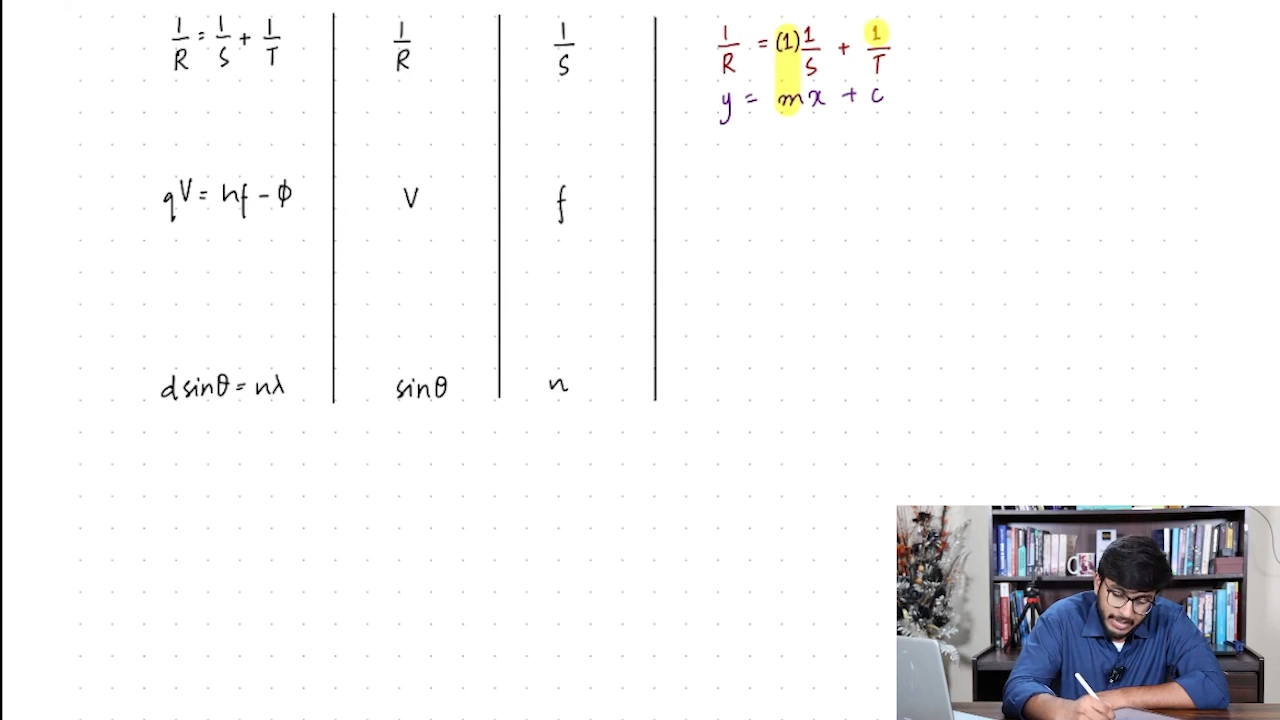 1/R = 1/S + 1/T
1/R
1/S
1/R = (1) 1/S + 1/T
y = mx + c
qV = hf - ϕ
V
f
d sinθ = nλ
sinθ
n